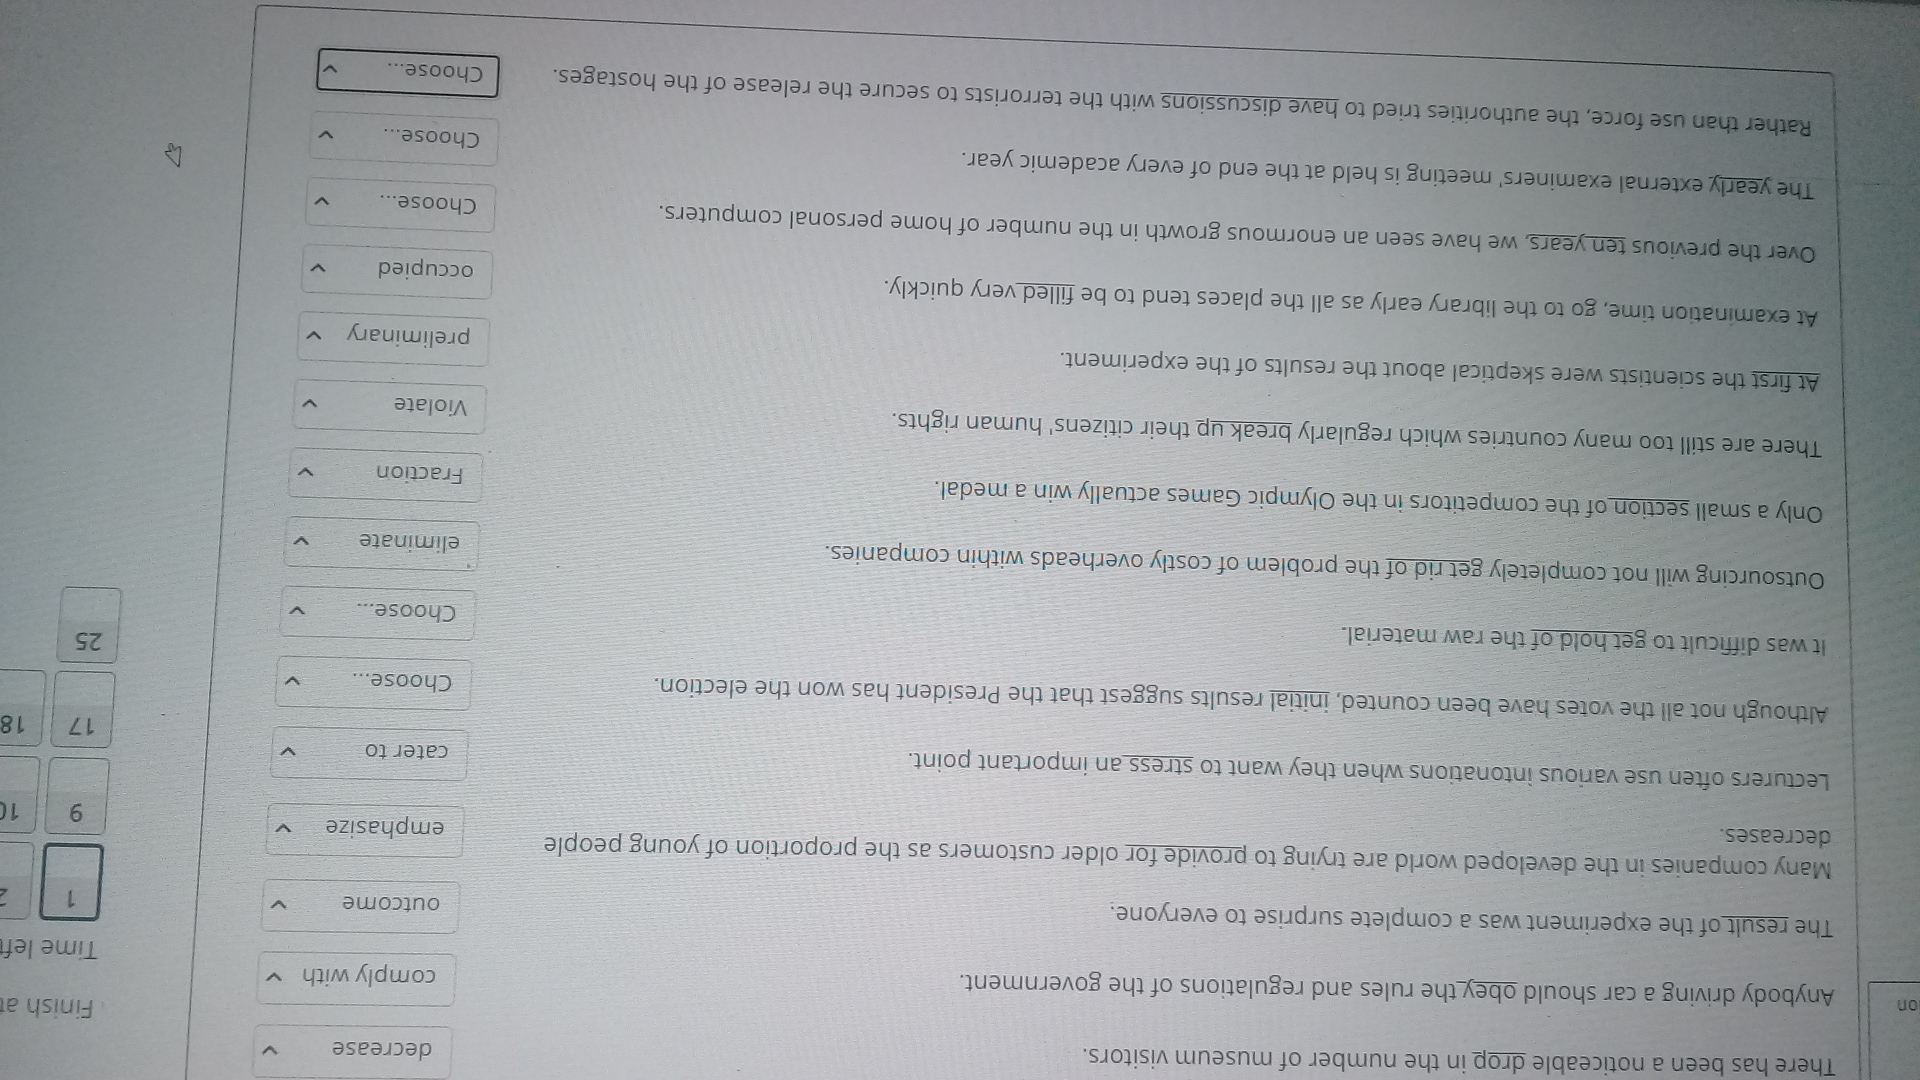 There has been a noticeable drop in the number of museum visitors.
decrease
on
Finish at
Anybody driving a car should obey the rules and regulations of the government.
comply with
Time left
The result of the experiment was a complete surprise to everyone.
outcome
1
2
Many companies in the developed world are trying to provide for older customers as the proportion of young people
decreases.
emphasize
9
10
Lecturers often use various intonations when they want to stress an important point.
cater to
17
18
Although not all the votes have been counted, initial results suggest that the President has won the election.
Choose...
25
It was difficult to get hold of the raw material.
Choose...
Outsourcing will not completely get rid of the problem of costly overheads within companies.
eliminate
Only a small section of the competitors in the Olympic Games actually win a medal.
Fraction
There are still too many countries which regularly break up their citizens' human rights.
Violate
At first the scientists were skeptical about the results of the experiment.
preliminary
At examination time, go to the library early as all the places tend to be filled very quickly.
occupied
Over the previous ten years, we have seen an enormous growth in the number of home personal computers.
Choose...
The yearly external examiners' meeting is held at the end of every academic year.
Choose...
Rather than use force, the authorities tried to have discussions with the terrorists to secure the release of the hostages.
Choose...